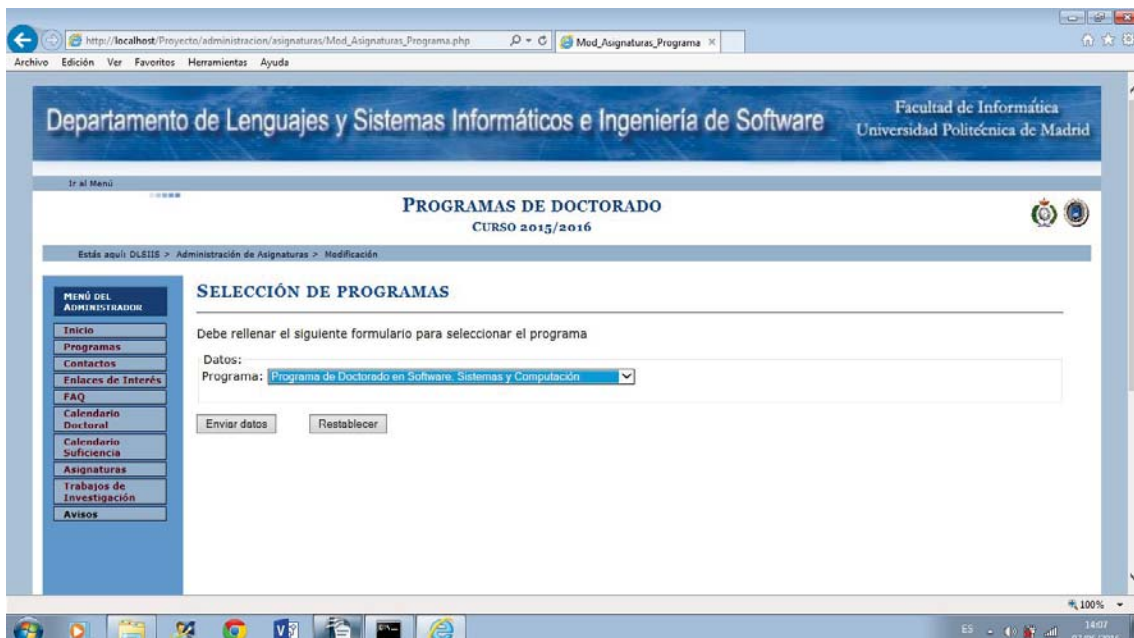 http://localhost/Proyecto/administracion/asignaturas/Mod_Asignaturas_Programa.php
Mod_Asignaturas_Programa
Archivo Edición Ver Favoritos Herramientas Ayuda
Departamento de Lenguajes y Sistemas Informáticos e Ingeniería de Software
Facultad de Informática
Universidad Politécnica de Madrid
Ir al Menú
PROGRAMAS DE DOCTORADO
CURSO 2015/2016
Estás aquí: DLSIIS > Administración de Asignaturas > Modificación
MENÚ DEL
ADMINISTRADOR
Inicio
Programas
Contactos
Enlaces de Interés
FAQ
Calendario
Doctoral
Calendario
Suficiencia
Asignaturas
Trabajos de
Investigación
Avisos
SELECCIÓN DE PROGRAMAS
Debe rellenar el siguiente formulario para seleccionar el programa
Datos:
Programa: Programa de Doctorado en Software, Sistemas y Computación
Enviar datos Restablecer
100%
ES
14:07